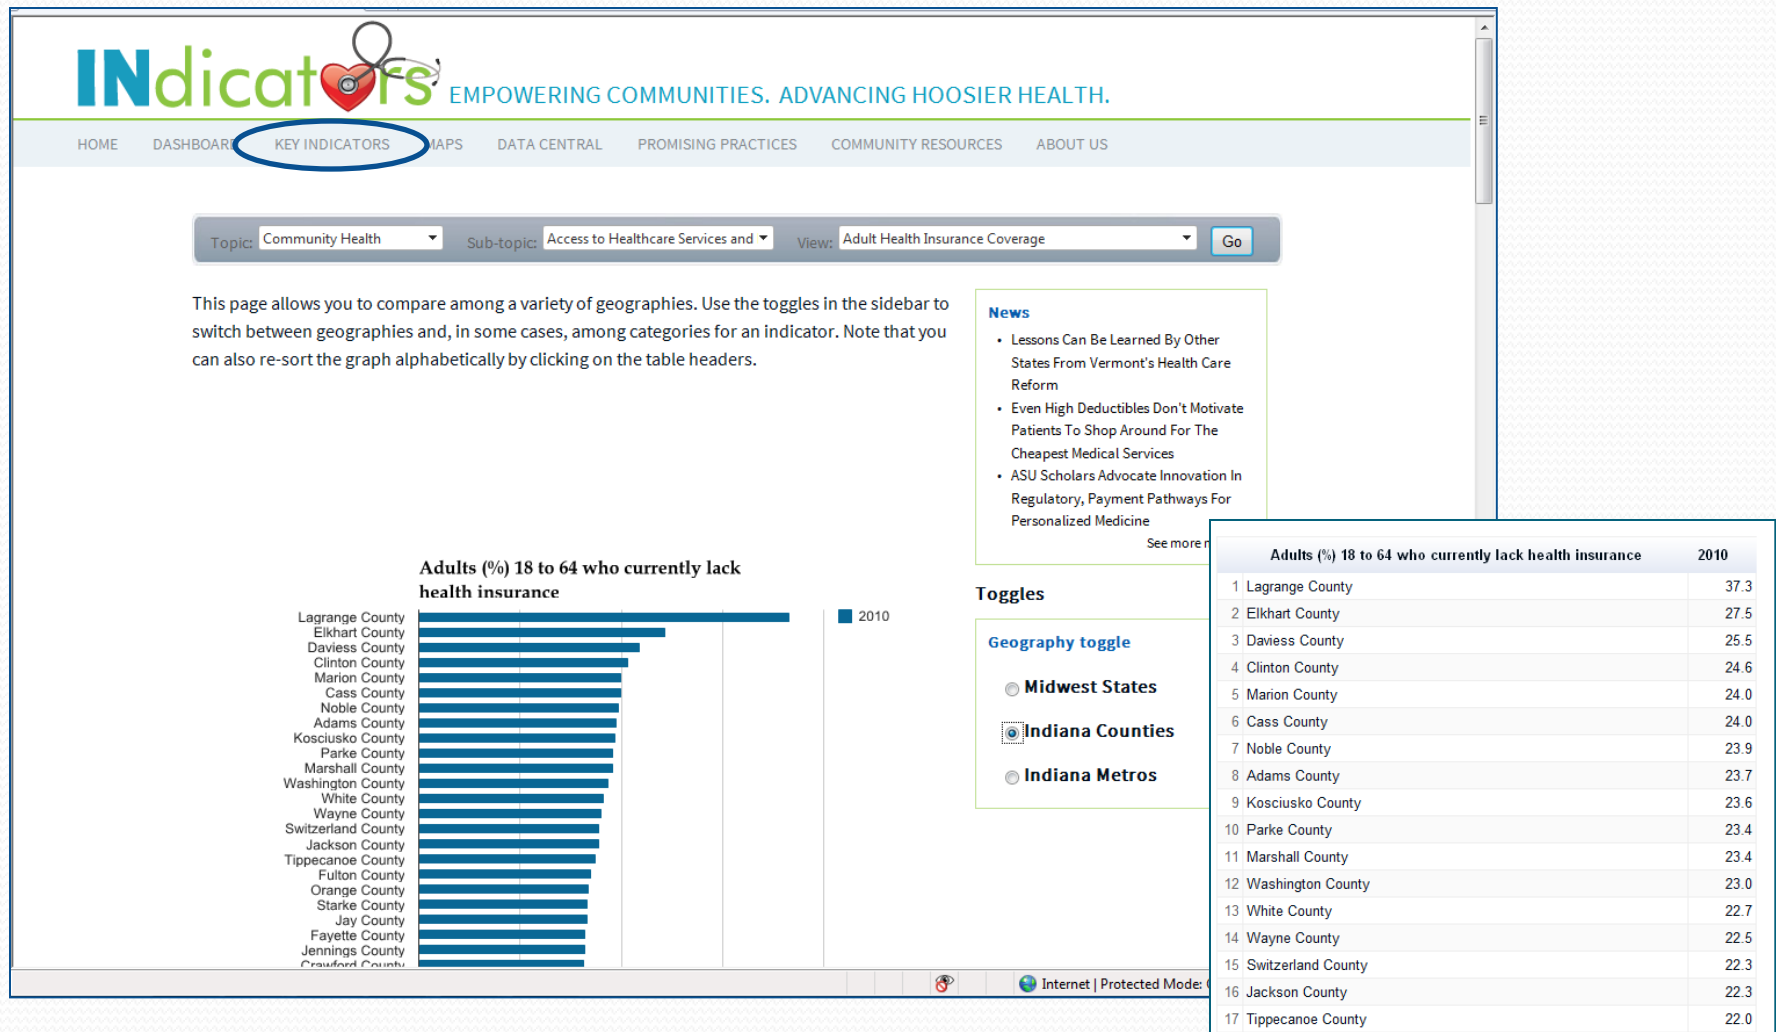 INdicators EMPOWERING COMMUNITIES. ADVANCING HOOSIER HEALTH.
HOME DASHBOARD KEY INDICATORS MAPS DATA CENTRAL PROMISING PRACTICES COMMUNITY RESOURCES ABOUT US
Topic: Community Health Sub-topic: Access to Healthcare Services and View: Adult Health Insurance Coverage Go
This page allows you to compare among a variety of geographies. Use the toggles in the sidebar to
switch between geographies and, in some cases, among categories for an indicator. Note that you
can also re-sort the graph alphabetically by clicking on the table headers.
News
• Lessons Can Be Learned By Other
States From Vermont's Health Care
Reform
• Even High Deductibles Don't Motivate
Patients To Shop Around For The
Cheapest Medical Services
• ASU Scholars Advocate Innovation In
Regulatory, Payment Pathways For
Personalized Medicine
See more
Toggles
Geography toggle
Midwest States
Indiana Counties
Indiana Metros
Adults (%) 18 to 64 who currently lack
health insurance
2010
Lagrange County
Elkhart County
Daviess County
Clinton County
Marion County
Cass County
Noble County
Adams County
Kosciusko County
Parke County
Marshall County
Washington County
White County
Wayne County
Switzerland County
Jackson County
Tippecanoe County
Fulton County
Orange County
Starke County
Jay County
Fayette County
Jennings County
Crawford County
Internet | Protected Mode:
Adults (%) 18 to 64 who currently lack health insurance 2010
1 Lagrange County 37.3
2 Elkhart County 27.5
3 Daviess County 25.5
4 Clinton County 24.6
5 Marion County 24.0
6 Cass County 24.0
7 Noble County 23.9
8 Adams County 23.7
9 Kosciusko County 23.6
10 Parke County 23.4
11 Marshall County 23.4
12 Washington County 23.0
13 White County 22.7
14 Wayne County 22.5
15 Switzerland County 22.3
16 Jackson County 22.3
17 Tippecanoe County 22.0